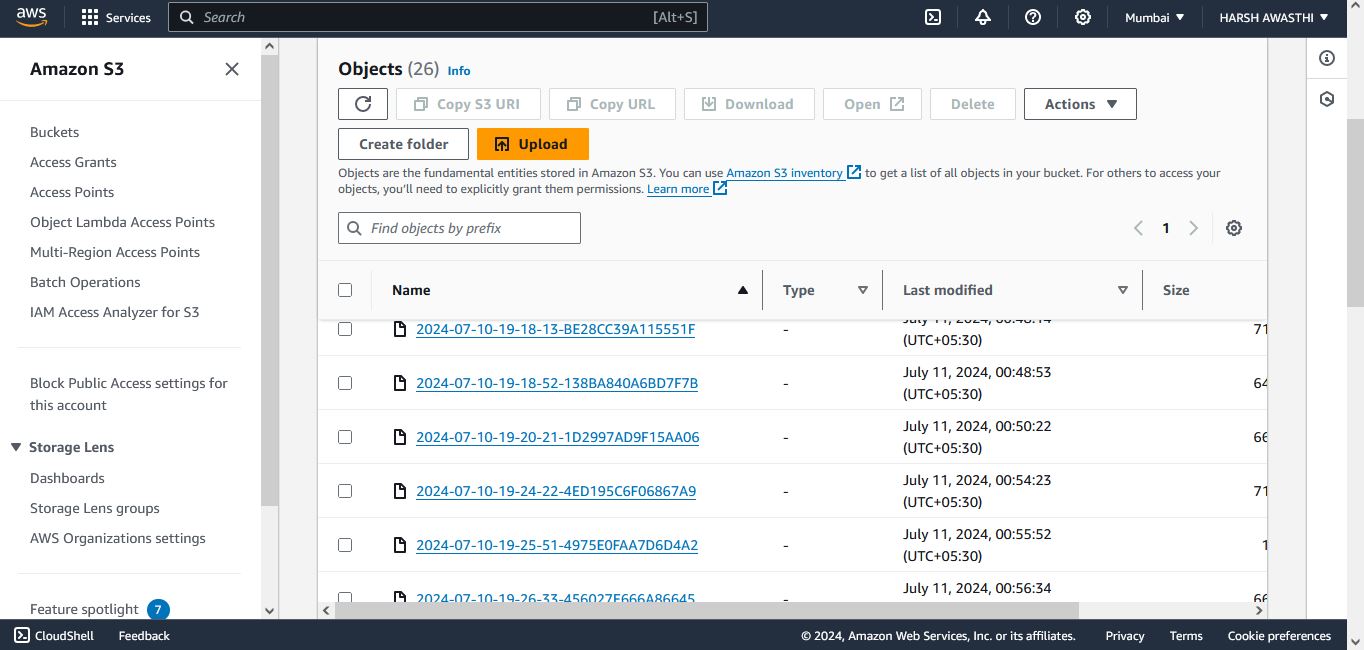 aws
Services
Search
[Alt+S]
Mumbai
HARSH AWASTHI
Amazon S3
Buckets
Access Grants
Access Points
Object Lambda Access Points
Multi-Region Access Points
Batch Operations
IAM Access Analyzer for S3
Block Public Access settings for
this account
Storage Lens
Dashboards
Storage Lens groups
AWS Organizations settings
Feature spotlight 7
Objects (26) Info
Copy S3 URI
Copy URL
Download
Open
Delete
Actions
Create folder
Upload
Objects are the fundamental entities stored in Amazon S3. You can use Amazon S3 inventory to get a list of all objects in your bucket. For others to access your
objects, you'll need to explicitly grant them permissions. Learn more
Find objects by prefix
1
Name Type Last modified Size
2024-07-10-19-18-13-BE28CC39A115551F - July 11, 2024, 00:48:14 71
(UTC+05:30)
2024-07-10-19-18-52-138BA840A6BD7F7B - July 11, 2024, 00:48:53 64
(UTC+05:30)
2024-07-10-19-20-21-1D2997AD9F15AA06 - July 11, 2024, 00:50:22 66
(UTC+05:30)
2024-07-10-19-24-22-4ED195C6F06867A9 - July 11, 2024, 00:54:23 71
(UTC+05:30)
2024-07-10-19-25-51-4975E0FAA7D6D4A2 - July 11, 2024, 00:55:52 1
(UTC+05:30)
2024-07-10-19-26-33-456027E666A86645 - July 11, 2024, 00:56:34 66
CloudShell
Feedback
© 2024, Amazon Web Services, Inc. or its affiliates.
Privacy
Terms
Cookie preferences